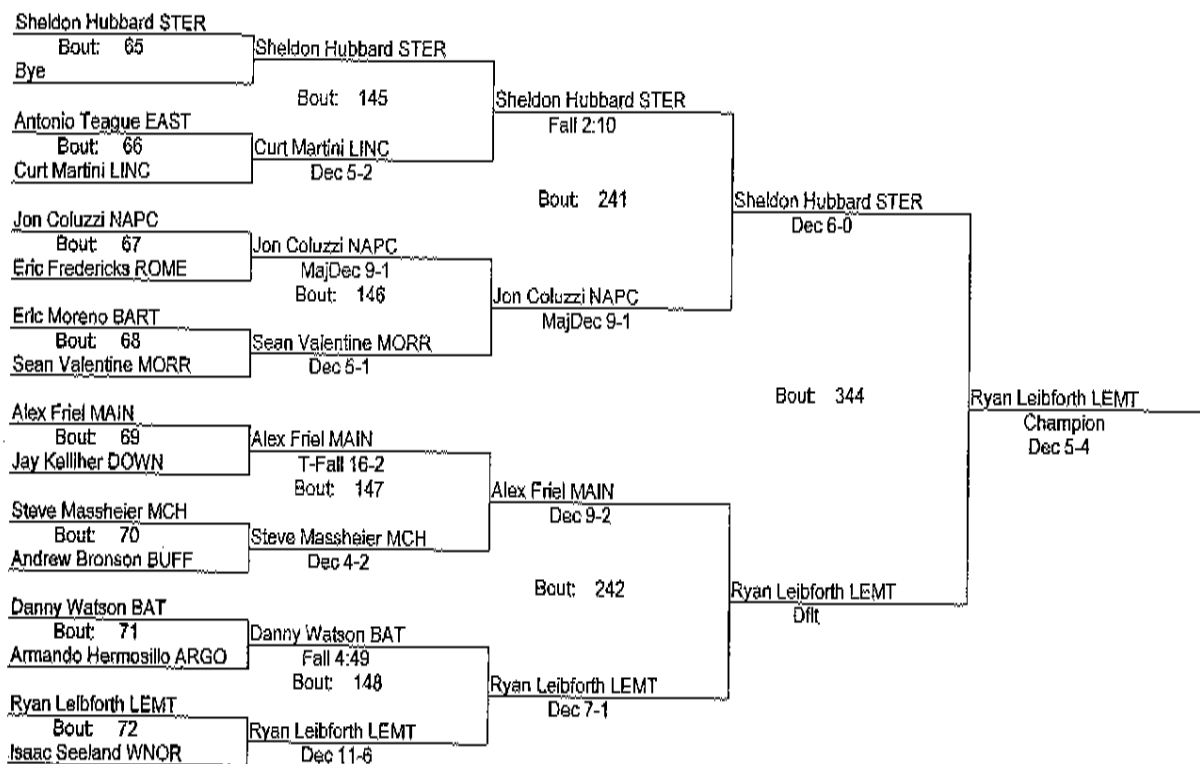 Sheldon Hubbard STER
Bout: 65
Bye
Sheldon Hubbard STER
Bout: 145
Antonio Teague EAST
Bout: 66
Curt Martini LINC
Curt Martini LINC
Dec 5-2
Sheldon Hubbard STER
Fall 2:10
Bout: 241
Jon Coluzzi NAPC
Bout: 67
Eric Fredericks ROME
Jon Coluzzi NAPC
MajDec 9-1
Bout: 146
Eric Moreno BART
Bout: 68
Sean Valentine MORR
Sean Valentine MORR
Dec 5-1
Jon Coluzzi NAPC
MajDec 9-1
Sheldon Hubbard STER
Dec 6-0
Bout: 344
Alex Friel MAIN
Bout: 69
Jay Kelliher DOWN
Alex Friel MAIN
T-Fall 16-2
Bout: 147
Steve Massheier MCH
Bout: 70
Andrew Bronson BUFF
Steve Massheier MCH
Dec 4-2
Alex Friel MAIN
Dec 9-2
Bout: 242
Danny Watson BAT
Bout: 71
Armando Hermosillo ARGO
Danny Watson BAT
Fall 4:49
Bout: 148
Ryan Leibforth LEMT
Bout: 72
Isaac Seeland WNOR
Ryan Leibforth LEMT
Dec 11-6
Ryan Leibforth LEMT
Dec 7-1
Ryan Leibforth LEMT
Dflt
Ryan Leibforth LEMT
Champion
Dec 5-4